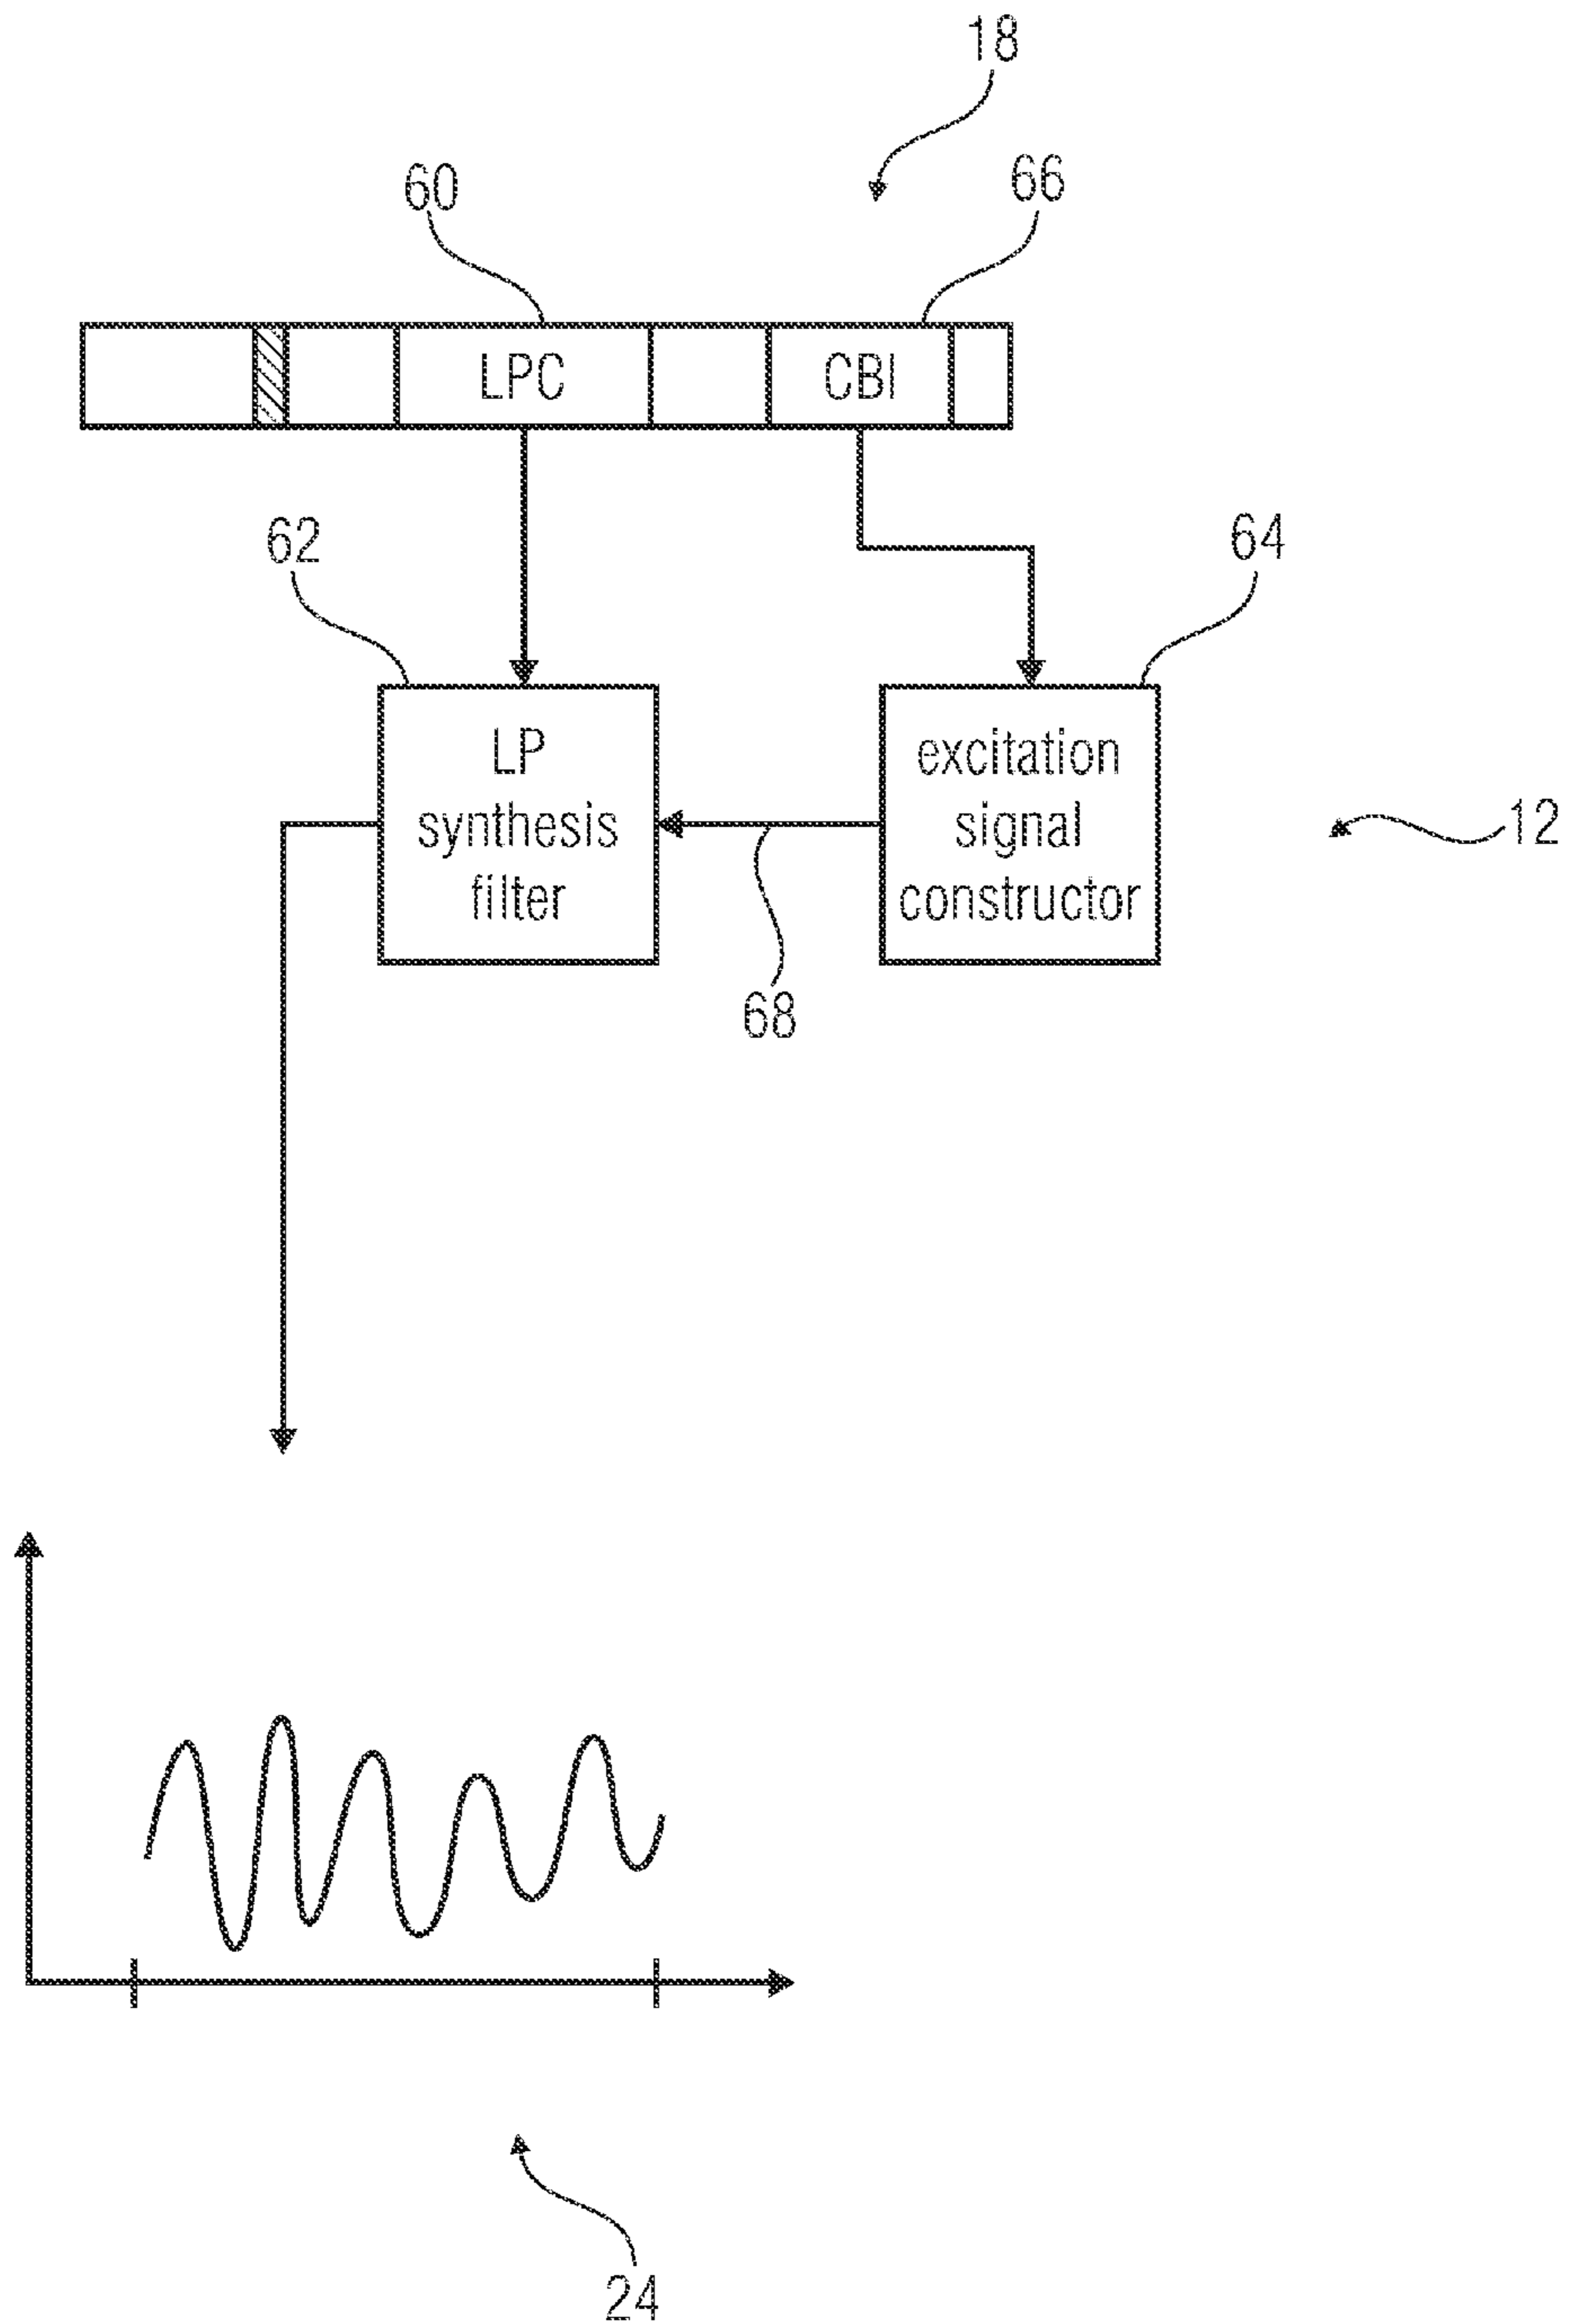 18
60
66
LPC
CBI
62
64
LP
synthesis
filter
excitation
signal
constructor
12
68
24